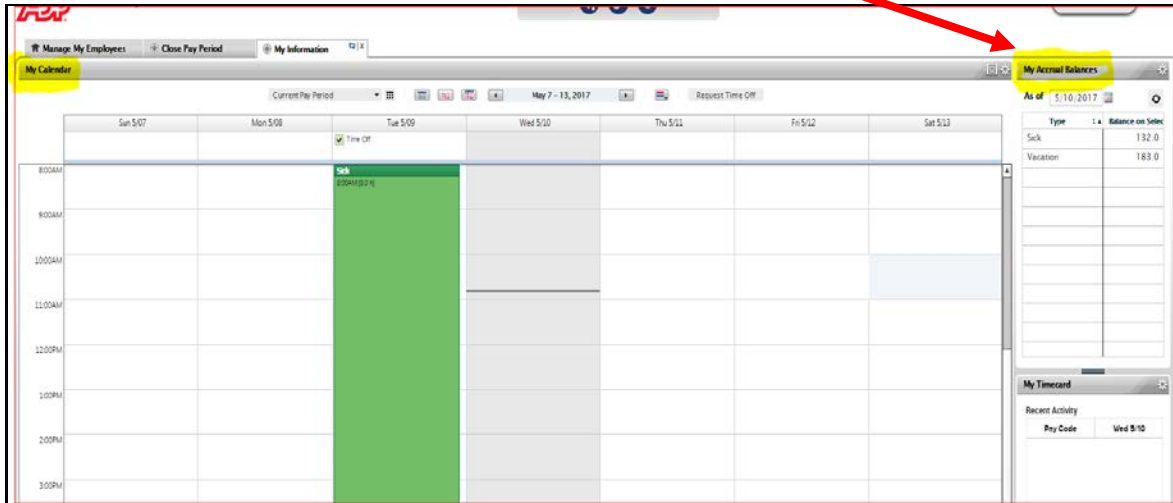 ADP
Manage My Employees
Close Pay Period
My Information
My Calendar
Current Pay Period
May 7 - 13, 2017
Request Time Off
Sun 5/07 Mon 5/08 Tue 5/09 Wed 5/10 Thu 5/11 Fri 5/12 Sat 5/13
Time Off
8:00AM
Sick
9:00AM
10:00AM
11:00AM
12:00PM
1:00PM
2:00PM
3:00PM
My Accrual Balances
As of 5/10/2017
Type Balance on Selec
Sick 132.0
Vacation 183.0
My Timecard
Recent Activity
Pay Code Wed 5/10